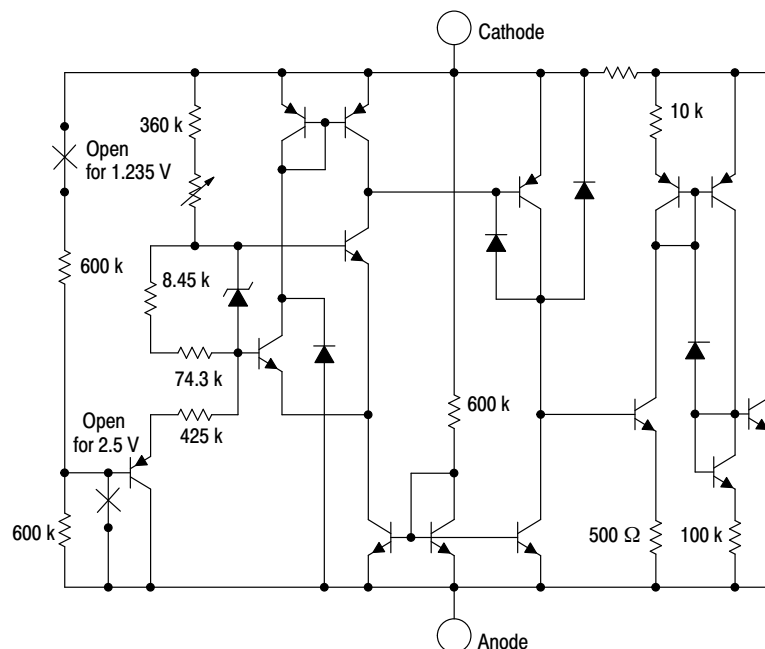 Cathode
360 k
10 k
Open
for 1.235 V
600 k
8.45 k
74.3 k
600 k
Open
for 2.5 V
425 k
600 k
500 Ω
100 k
Anode